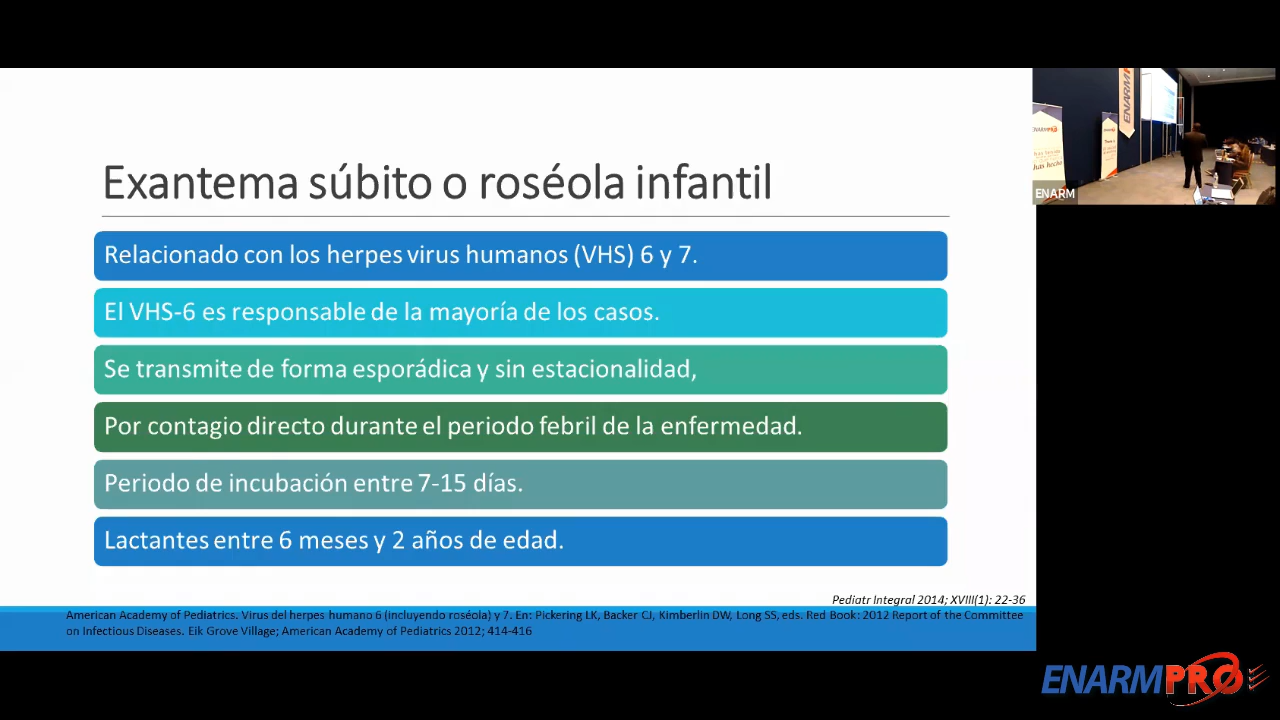 Exantema súbito o roséola infantil
Relacionado con los herpes virus humanos (VHS) 6 y 7.
El VHS-6 es responsable de la mayoría de los casos.
Se transmite de forma esporádica y sin estacionalidad,
Por contagio directo durante el periodo febril de la enfermedad.
Periodo de incubación entre 7-15 días.
Lactantes entre 6 meses y 2 años de edad.
Pediatr Integral 2014; XVIII(1): 22-36
American Academy of Pediatrics. Virus del herpes humano 6 (incluyendo roséola) y 7. En: Pickering LK, Backer CJ, Kimberlin DW, Long SS, eds. Red Book: 2012 Report of the Committee
on Infectious Diseases. Eik Grove Village; American Academy of Pediatrics 2012; 414-416
ENARM
ENARMPRO